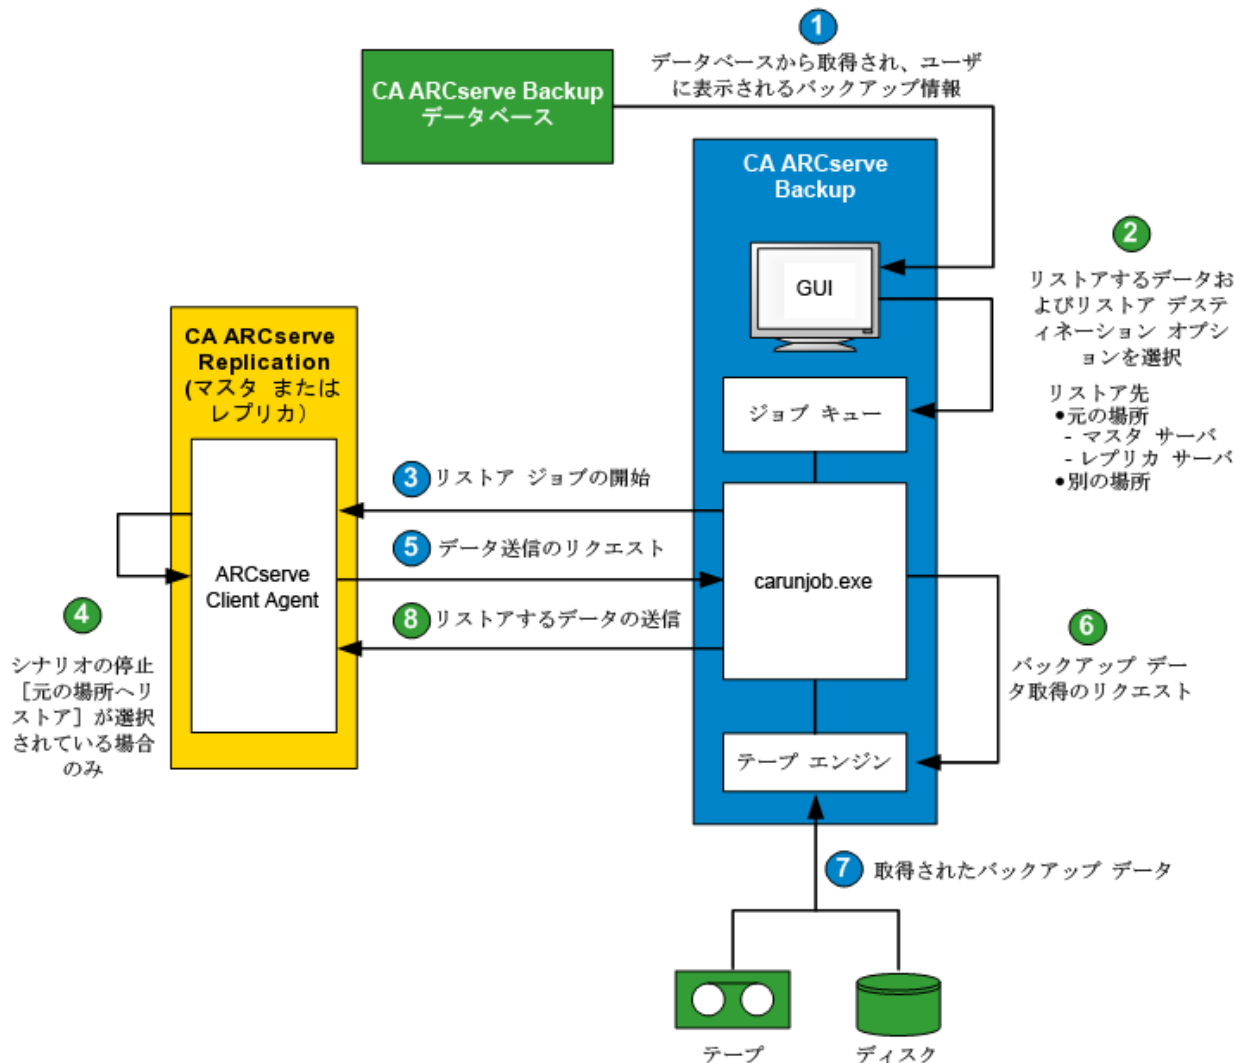 1
データベースから取得され、ユーザ
に表示されるバックアップ情報
CA ARCserve Backup
データベース
CA ARCserve
Backup
GUI
2
リストアするデータお
よびリストア デステ
ィネーション オプシ
ョンを選択
リストア先
•元の場所
- マスタ サーバ
- レプリカ サーバ
•別の場所
ジョブ キュー
CA ARCserve
Replication
(マスタ または
レプリカ)
3 リストア ジョブの開始
5 データ送信のリクエスト
ARCserve
Client Agent
carunjob.exe
8 リストアするデータの送信
4
シナリオの停止
[元の場所へリ
ストア] が選択
されている場合
のみ
6
バックアップ デー
タ取得のリクエスト
テープ エンジン
7 取得されたバックアップ データ
テープ
ディスク